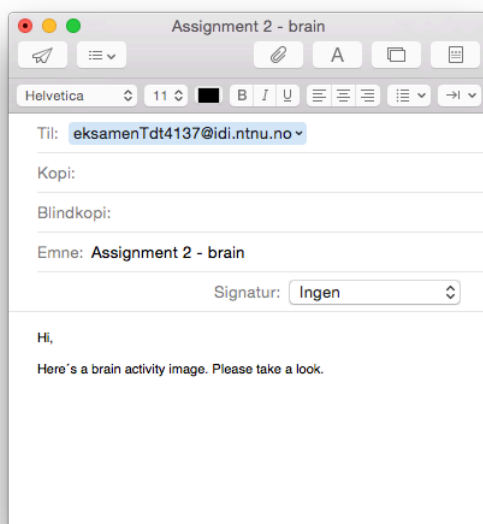 Assignment 2 - brain
A
Helvetica 11 B I U
Til: eksamenTdt4137@idi.ntnu.no
Kopi:
Blindkopi:
Emne: Assignment 2 - brain
Signatur: Ingen
Hi,
Here´s a brain activity image. Please take a look.